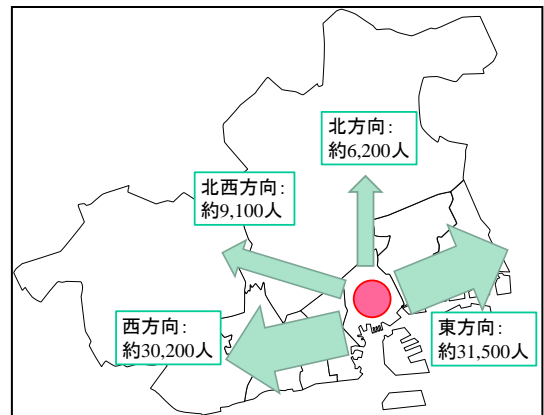 北方向：
約6,200人
北西方向：
約9,100人
西方向：
約30,200人
東方向：
約31,500人